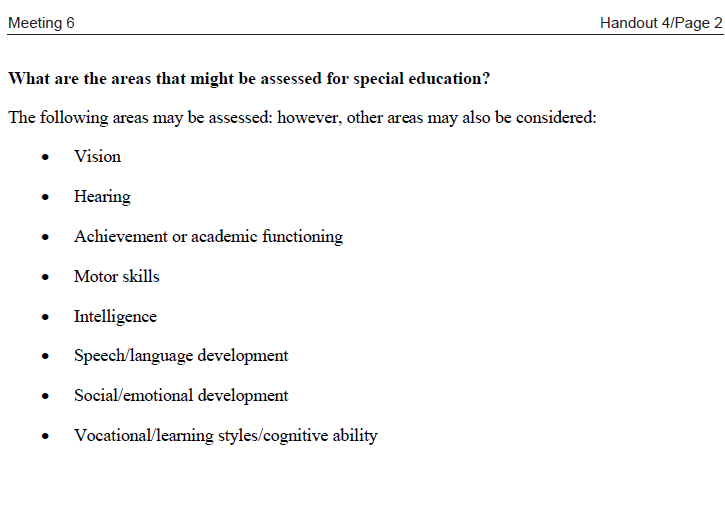 Meeting 6 Handout 4/Page 2
What are the areas that might be assessed for special education?
The following areas may be assessed: however, other areas may also be considered:
• Vision
• Hearing
• Achievement or academic functioning
• Motor skills
• Intelligence
• Speech/language development
• Social/emotional development
• Vocational/learning styles/cognitive ability